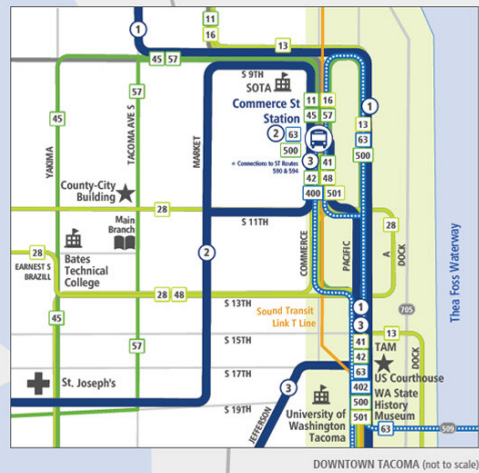 11
16
1
13
45 57
S 9TH
SOTA
Commerce St
Station
11 16
45 57
2 63
500
3 41
42 48
400 501
* Connections to ST Routes
590 & 594
1
13
63
500
57
45
YAKIMA
TACOMA AVE S
MARKET
County-City
Building
28
S 11TH
Main
Branch
28
Bates
Technical
College
EARNEST S
BRAZILL
2
COMMERCE
PACIFIC
28
A
DOCK
Thea Foss Waterway
28 48
S 13TH
Sound Transit
Link T Line
705
45
57
S 15TH
S 17TH
S 19TH
St. Joseph's
3
JEFFERSON
1
3
41
42
63
402
500
501
13
DOCK
TAM
US Courthouse
WA State
History
Museum
University of
Washington
Tacoma
63
509
DOWNTOWN TACOMA (not to scale)